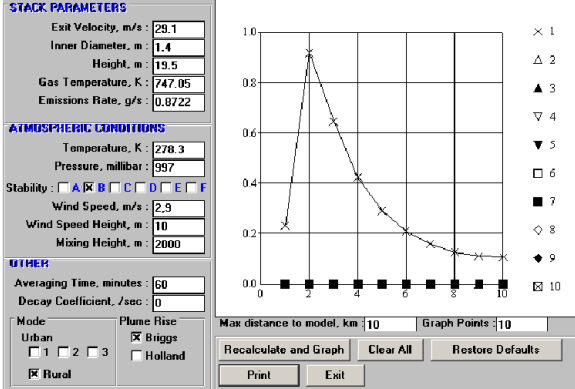 STACK PARAMETERS
Exit Velocity, m/s : 29.1
Inner Diameter, m : 1.4
Height, m : 19.5
Gas Temperature, K : 747.05
Emissions Rate, g/s : 0.8722
ATMOSPHERIC CONDITIONS
Temperature, K : 278.3
Pressure, millibar : 997
Stability : A B C D E F
Wind Speed, m/s : 2,9
Wind Speed Height, m : 10
Mixing Height, m : 2000
OTHER
Averaging Time, minutes : 60
Decay Coefficient, /sec : 0
Mode
Urban
1 2 3
Rural
Plume Rise
Briggs
Holland
1.0
0.8
0.6
0.4
0.2
0.0
0 2 4 6 8 10
1
2
3
4
5
6
7
8
9
10
Max distance to model, km : 10 Graph Points : 10
Recalculate and Graph Clear All Restore Defaults
Print Exit